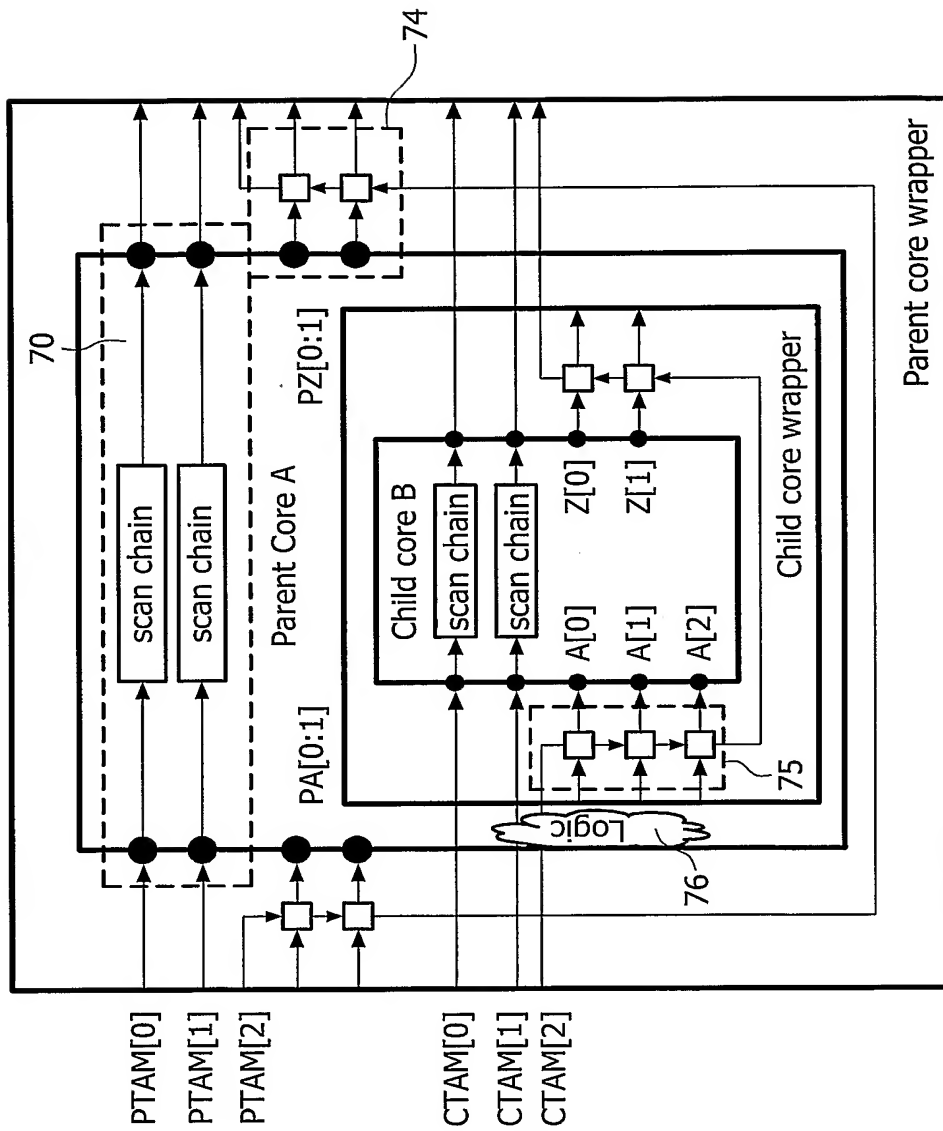 PTAM[0]
PTAM[1]
PTAM[2]
CTAM[0]
CTAM[1]
CTAM[2]
70
scan chain
scan chain
74
PA[0:1]
Parent Core A
PZ[0:1]
Child core B
scan chain
scan chain
A[0]
A[1]
A[2]
Z[0]
Z[1]
Logic
76
75
Child core wrapper
Parent core wrapper